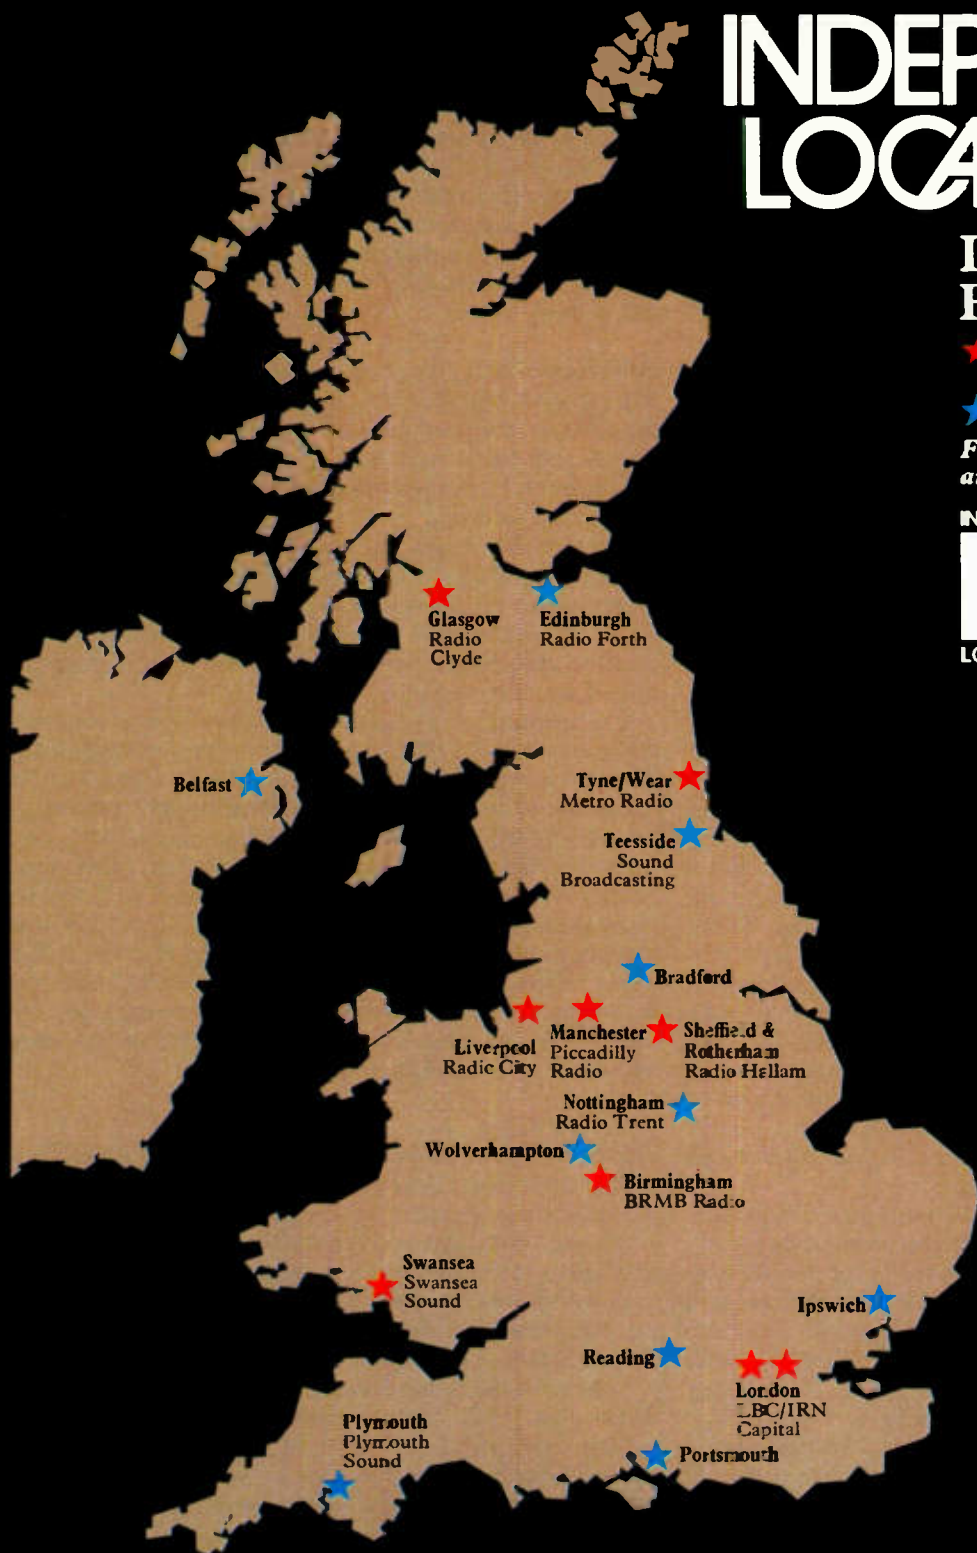 INDEP
LOCA
F
a
LO
Glasgow
Radio
Clyde
Edinburgh
Radio Forth
Belfast
Tyne/Wear
Metro Radio
Teesside
Sound
Broadcasting
Bradford
Liverpool
Radio City
Manchester
Piccadilly
Radio
Sheffield &
Rotherham
Radio Hallam
Nottingham
Radio Trent
Wolverhampton
Birmingham
BRMB Radio
Swansea
Swansea
Sound
Ipswich
Reading
London
LBC/IRN
Capital
Plymouth
Plymouth
Sound
Portsmouth